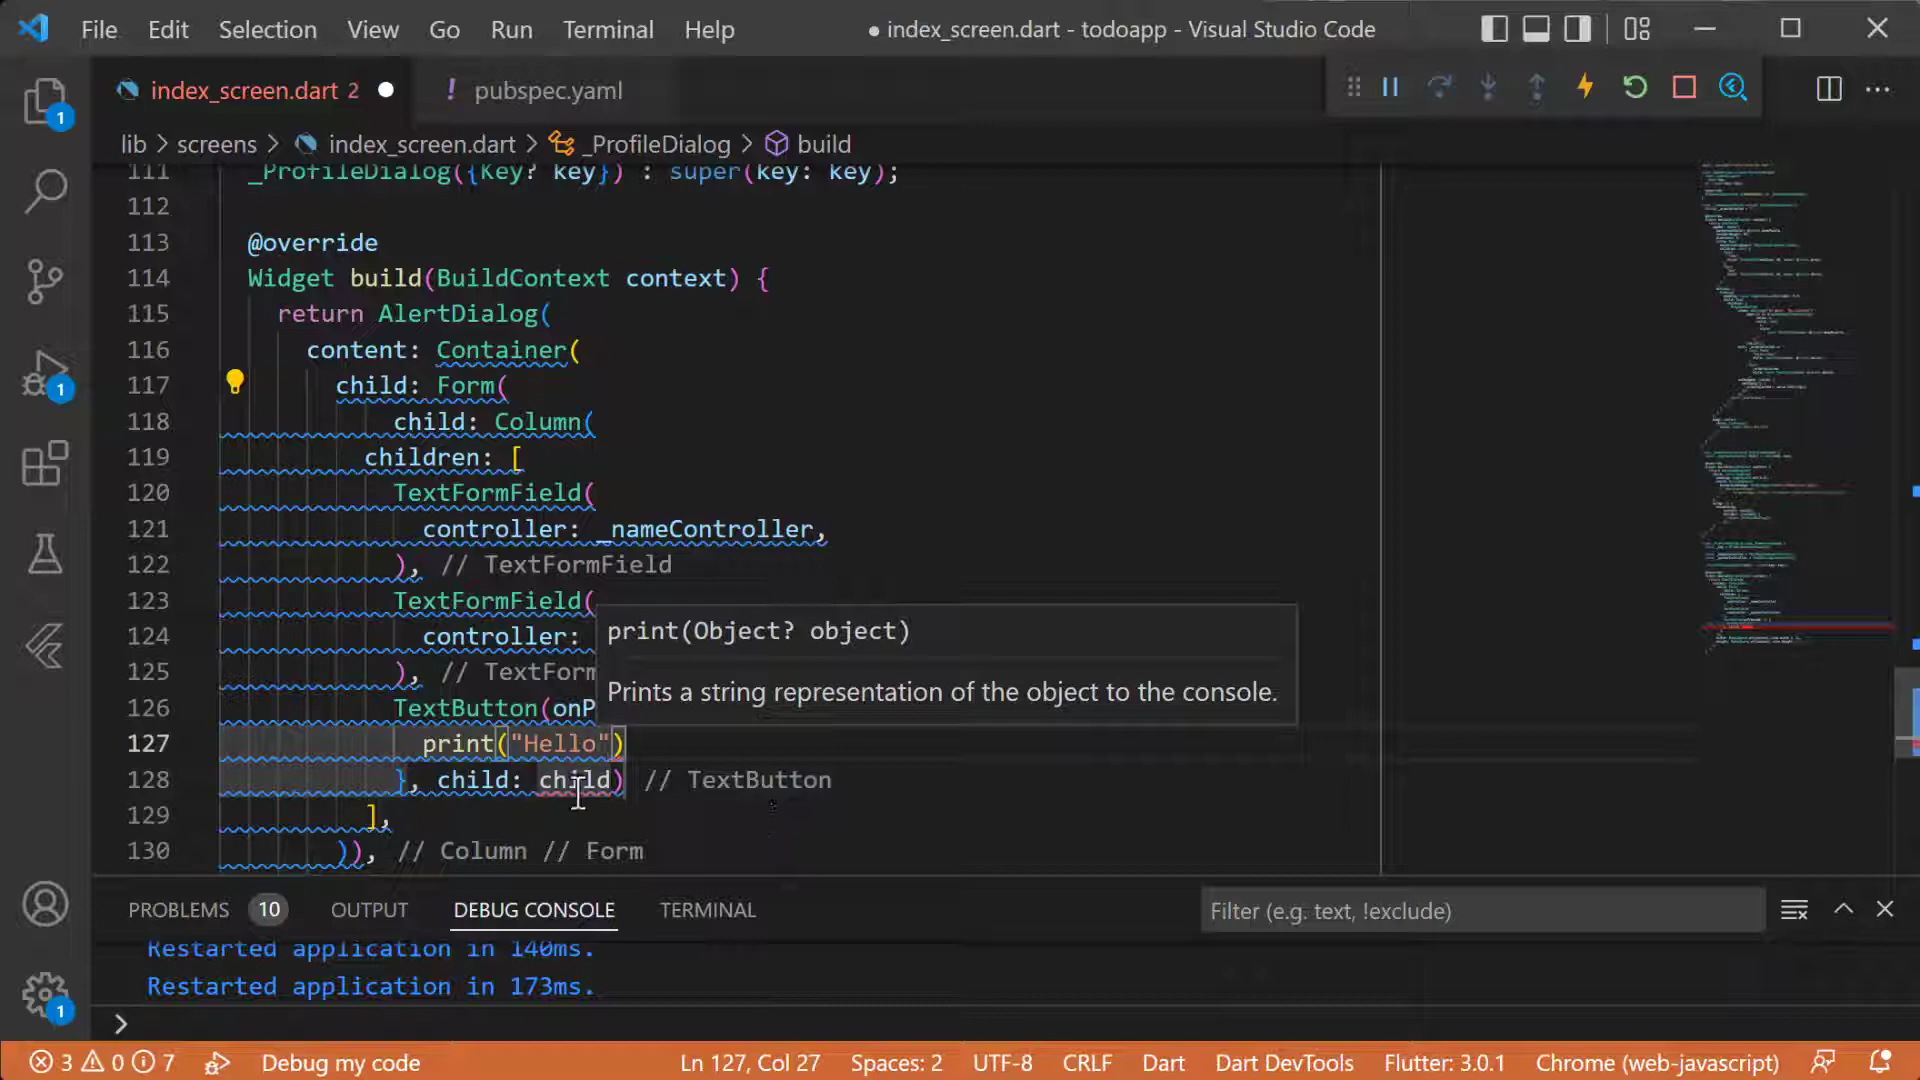 File Edit Selection View Go Run Terminal Help ● index_screen.dart - todoapp - Visual Studio Code
index_screen.dart 2 ● ! pubspec.yaml
lib > screens > index_screen.dart > _ProfileDialog > build
111 _ProfileDialog({Key? key}) : super(key: key);
112
113 @override
114 Widget build(BuildContext context) {
115 return AlertDialog(
116 content: Container(
117 child: Form(
118 child: Column(
119 children: [
120 TextFormField(
121 controller: _nameController,
122 ), // TextFormField
123 TextFormField(
124 controller:
125 ), // TextForm
126 TextButton(onP
print(Object? object)
Prints a string representation of the object to the console.
127 print("Hello")
128 }, child: child) // TextButton
129 ],
130 )), // Column // Form
PROBLEMS 10 OUTPUT DEBUG CONSOLE TERMINAL Filter (e.g. text, !exclude)
Restarted application in 140ms.
Restarted application in 173ms.
>
1
1
1
3 0 7 Debug my code Ln 127, Col 27 Spaces: 2 UTF-8 CRLF Dart Dart DevTools Flutter: 3.0.1 Chrome (web-javascript)